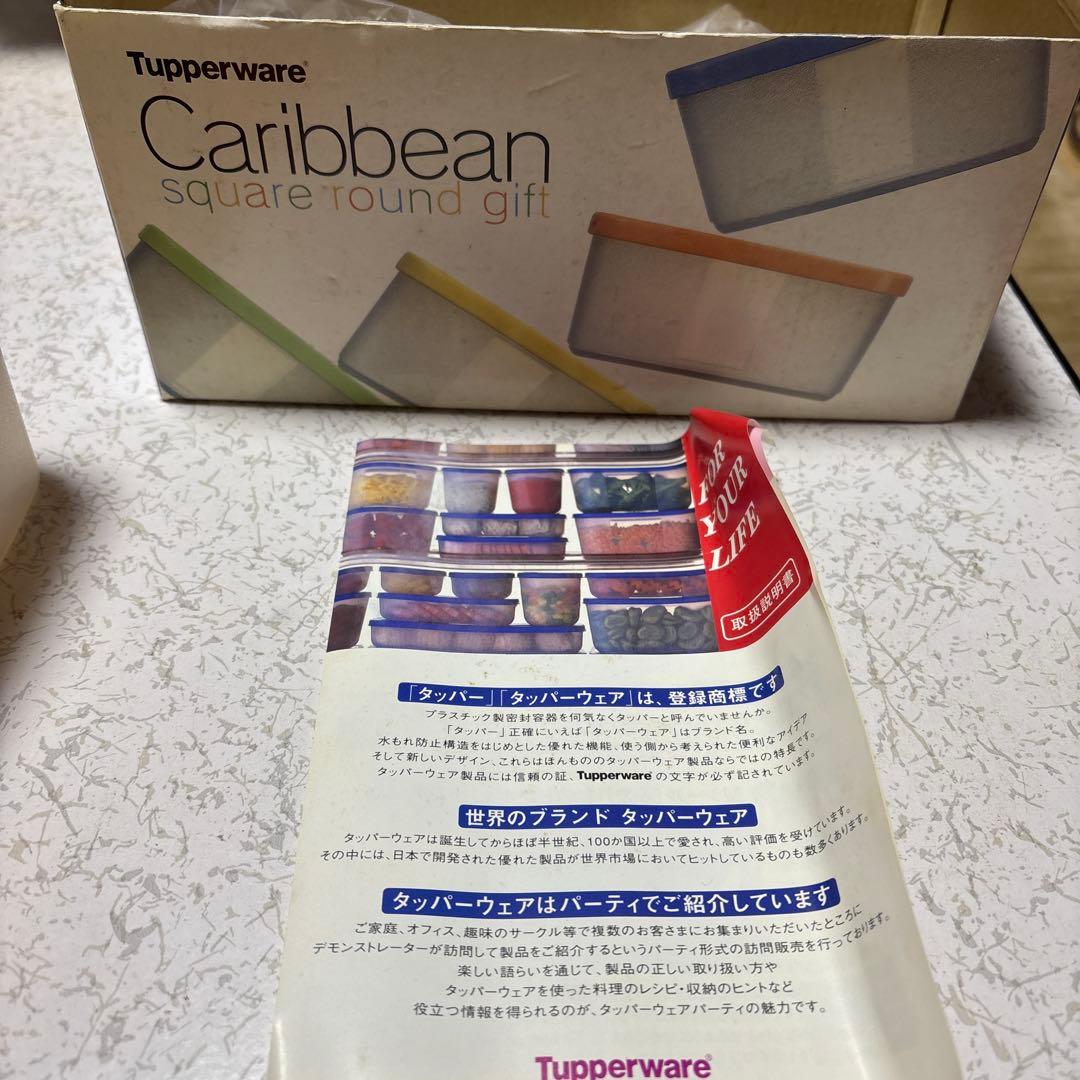 Tupperware®
Caribbean
square round gift
FOR
YOUR
LIFE
取扱説明書
「タッパー」「タッパーウェア」は、登録商標です
プラスチック製密封容器を何気なくタッパーと呼んでいませんか。
「タッパー」正確にいえば「タッパーウェア」はブランド名。
水もれ防止構造をはじめとした優れた機能、使う側から考えられた便利なアイデア
そして新しいデザイン、これらはほんもののタッパーウェア製品ならではの特長です。
タッパーウェア製品には信頼の証、Tupperware®の文字が必ず記されています。
世界のブランド タッパーウェア
タッパーウェアは誕生してからほぼ半世紀、100か国以上で愛され、高い評価を受けています。
その中には、日本で開発された優れた製品が世界市場においてヒットしているものも数多くあります。
タッパーウェアはパーティでご紹介しています
ご家庭、オフィス、趣味のサークル等で複数のお客さまにお集まりいただいたところに
デモンストレーターが訪問して製品をご紹介するというパーティ形式の訪問販売を行っております。
楽しい語らいを通じて、製品の正しい取り扱い方や
タッパーウェアを使った料理のレシピ・収納のヒントなど
役立つ情報を得られるのが、タッパーウェアパーティの魅力です。
Tupperware®